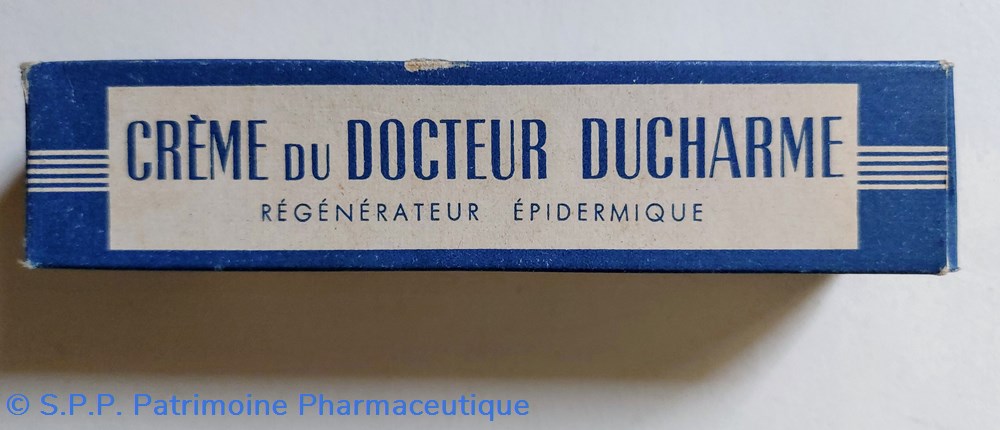 CRÈME DU DOCTEUR DUCHARME
RÉGÉNÉRATEUR ÉPIDERMIQUE
© S.P.P. Patrimoine Pharmaceutique